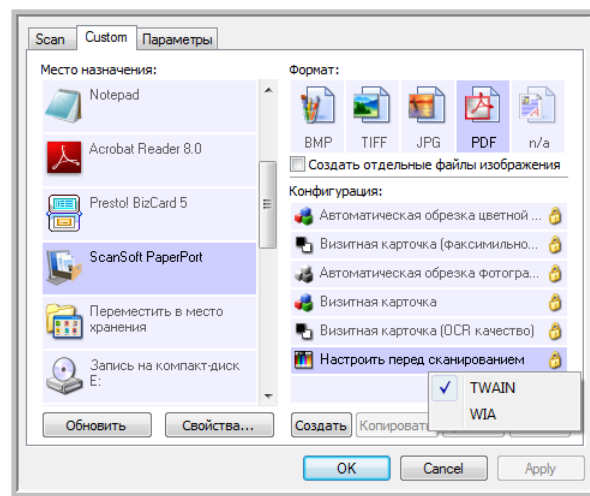 Scan Custom Параметры
Место назначения:
Notepad
Acrobat Reader 8.0
Presto! BizCard 5
ScanSoft PaperPort
Переместить в место
хранения
Запись на компакт-диск
E:
Обновить Свойства...
Формат:
BMP TIFF JPG PDF n/a
Создать отдельные файлы изображения
Конфигурация:
Автоматическая обрезка цветной ...
Визитная карточка (факсимильно...
Автоматическая обрезка фотогра...
Визитная карточка
Визитная карточка (OCR качество)
Настроить перед сканированием
TWAIN
WIA
Создать Копировать
OK Cancel Apply